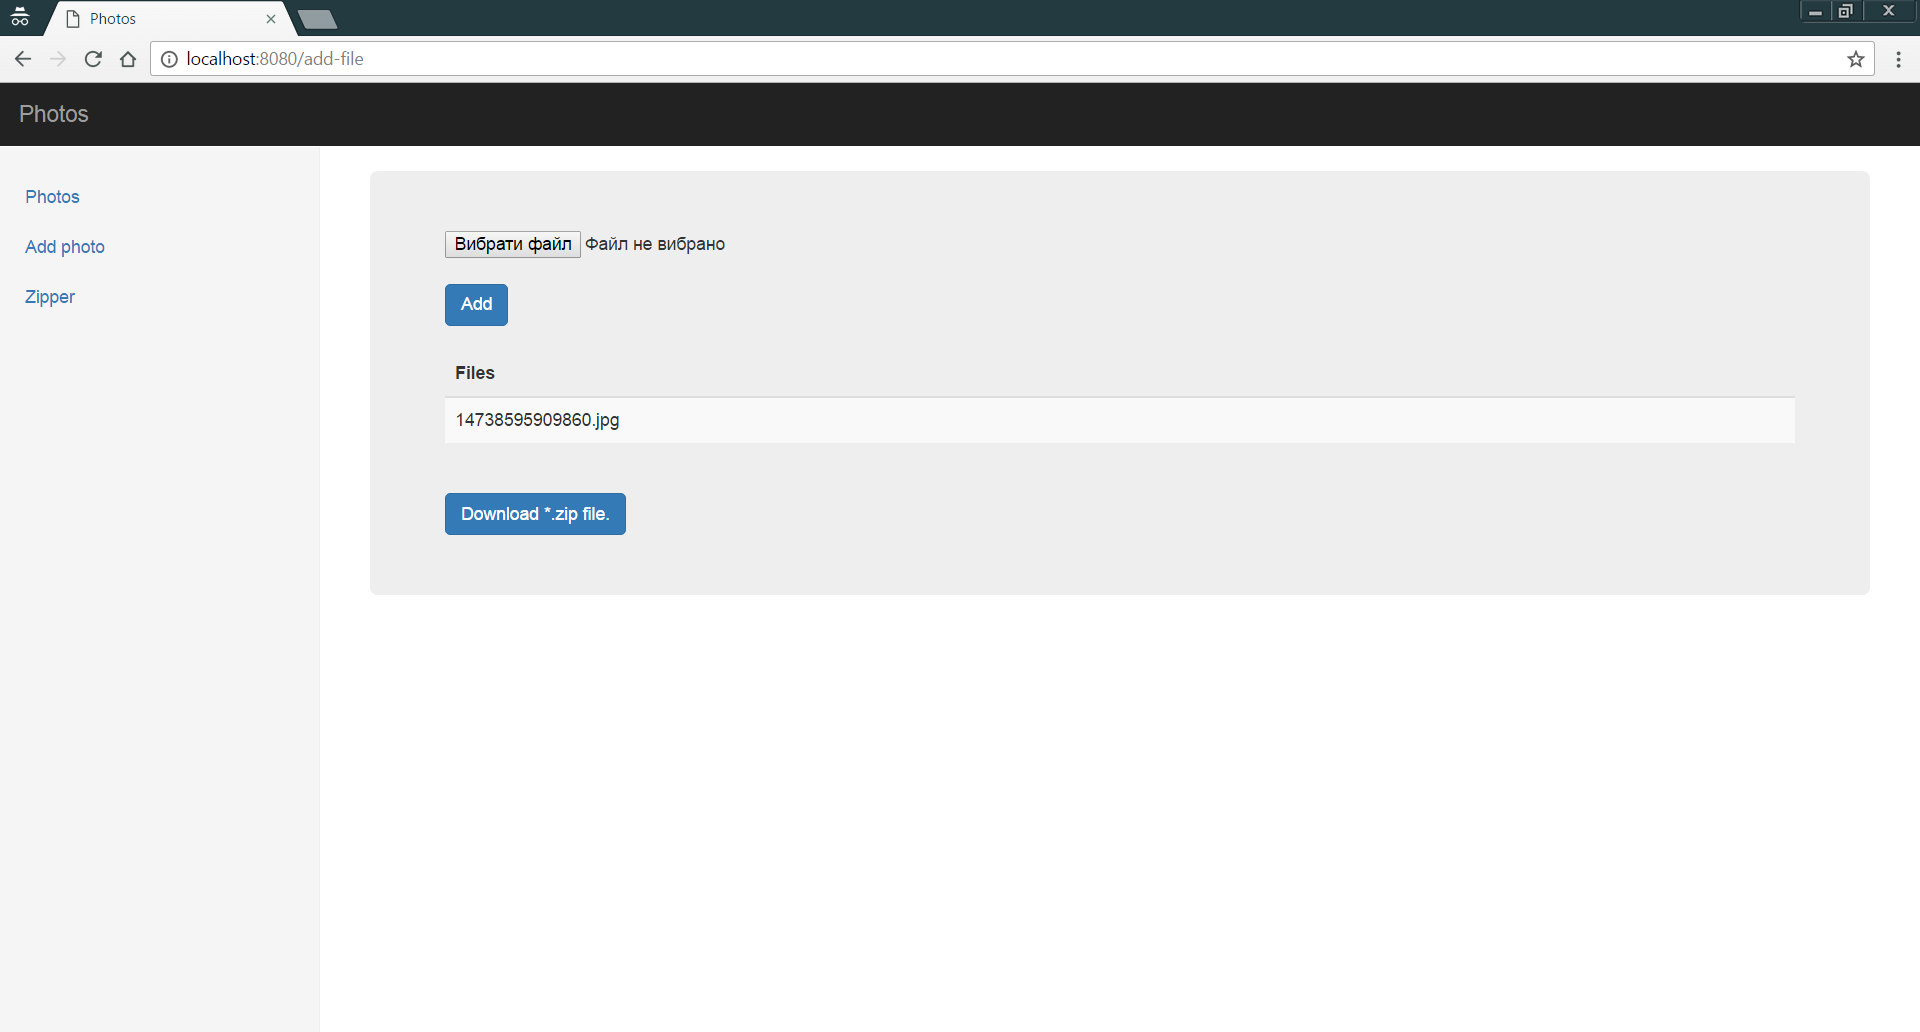 Photos
localhost:8080/add-file
Photos
Photos
Add photo
Zipper
Вибрати файл Файл не вибрано
Add
Files
14738595909860.jpg
Download *.zip file.